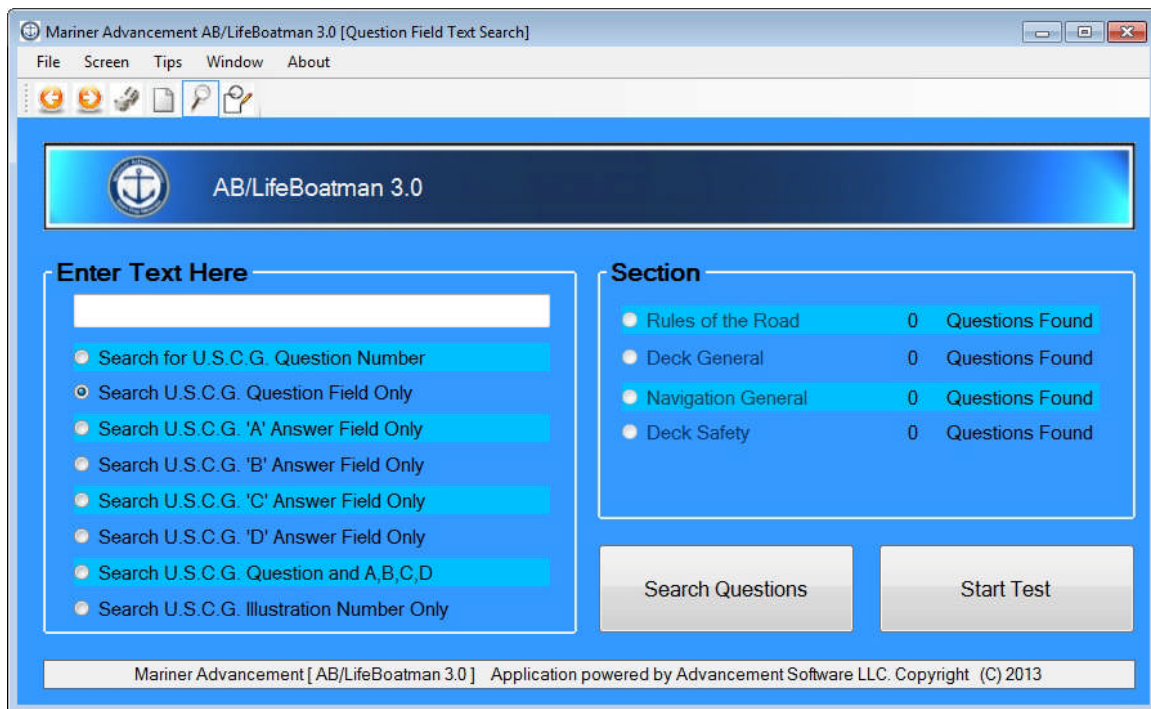 Mariner Advancement AB/LifeBoatman 3.0 [Question Field Text Search]
File Screen Tips Window About
AB/LifeBoatman 3.0
Enter Text Here
Search for U.S.C.G. Question Number
Search U.S.C.G. Question Field Only
Search U.S.C.G. 'A' Answer Field Only
Search U.S.C.G. 'B' Answer Field Only
Search U.S.C.G. 'C' Answer Field Only
Search U.S.C.G. 'D' Answer Field Only
Search U.S.C.G. Question and A,B,C,D
Search U.S.C.G. Illustration Number Only
Section
Rules of the Road 0 Questions Found
Deck General 0 Questions Found
Navigation General 0 Questions Found
Deck Safety 0 Questions Found
Search Questions
Start Test
Mariner Advancement [ AB/LifeBoatman 3.0 ] Application powered by Advancement Software LLC. Copyright (C) 2013